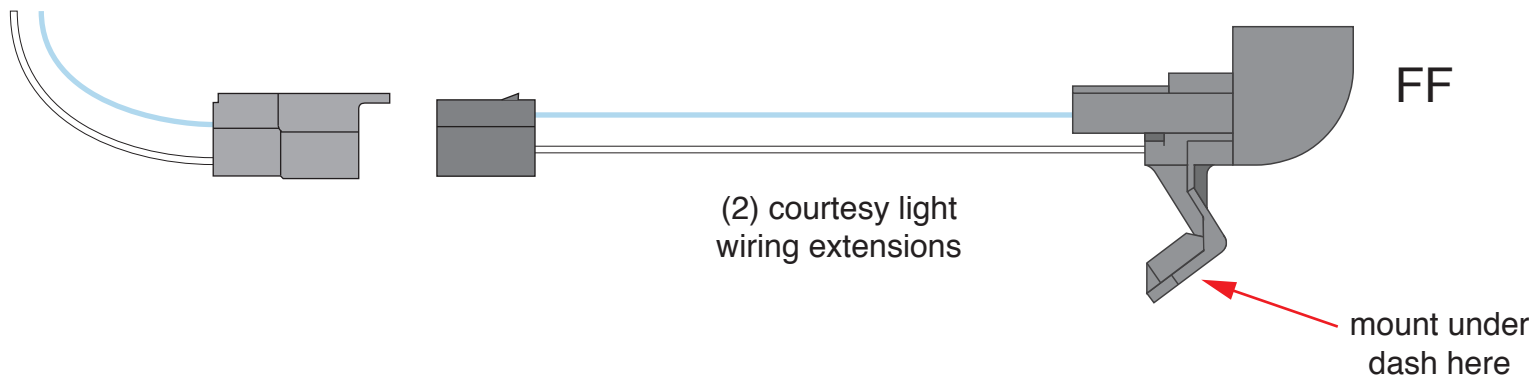 FF
(2) courtesy light
wiring extensions
mount under
dash here